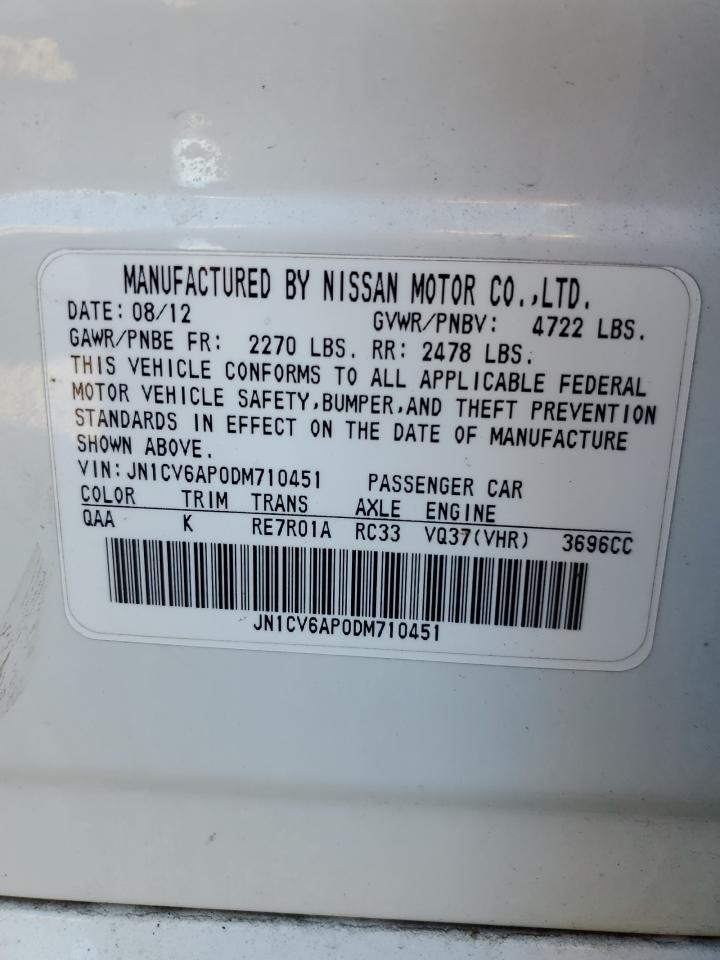 MANUFACTURED BY NISSAN MOTOR CO.,LTD.
DATE: 08/12 GVWR/PNBV: 4722 LBS.
GAWR/PNBE FR: 2270 LBS. RR: 2478 LBS.
THIS VEHICLE CONFORMS TO ALL APPLICABLE FEDERAL
MOTOR VEHICLE SAFETY,BUMPER,AND THEFT PREVENTION
STANDARDS IN EFFECT ON THE DATE OF MANUFACTURE
SHOWN ABOVE.
VIN: JN1CV6AP0DM710451 PASSENGER CAR
COLOR TRIM TRANS AXLE ENGINE
QAA K RE7R01A RC33 VQ37(VHR) 3696CC
JN1CV6AP0DM710451